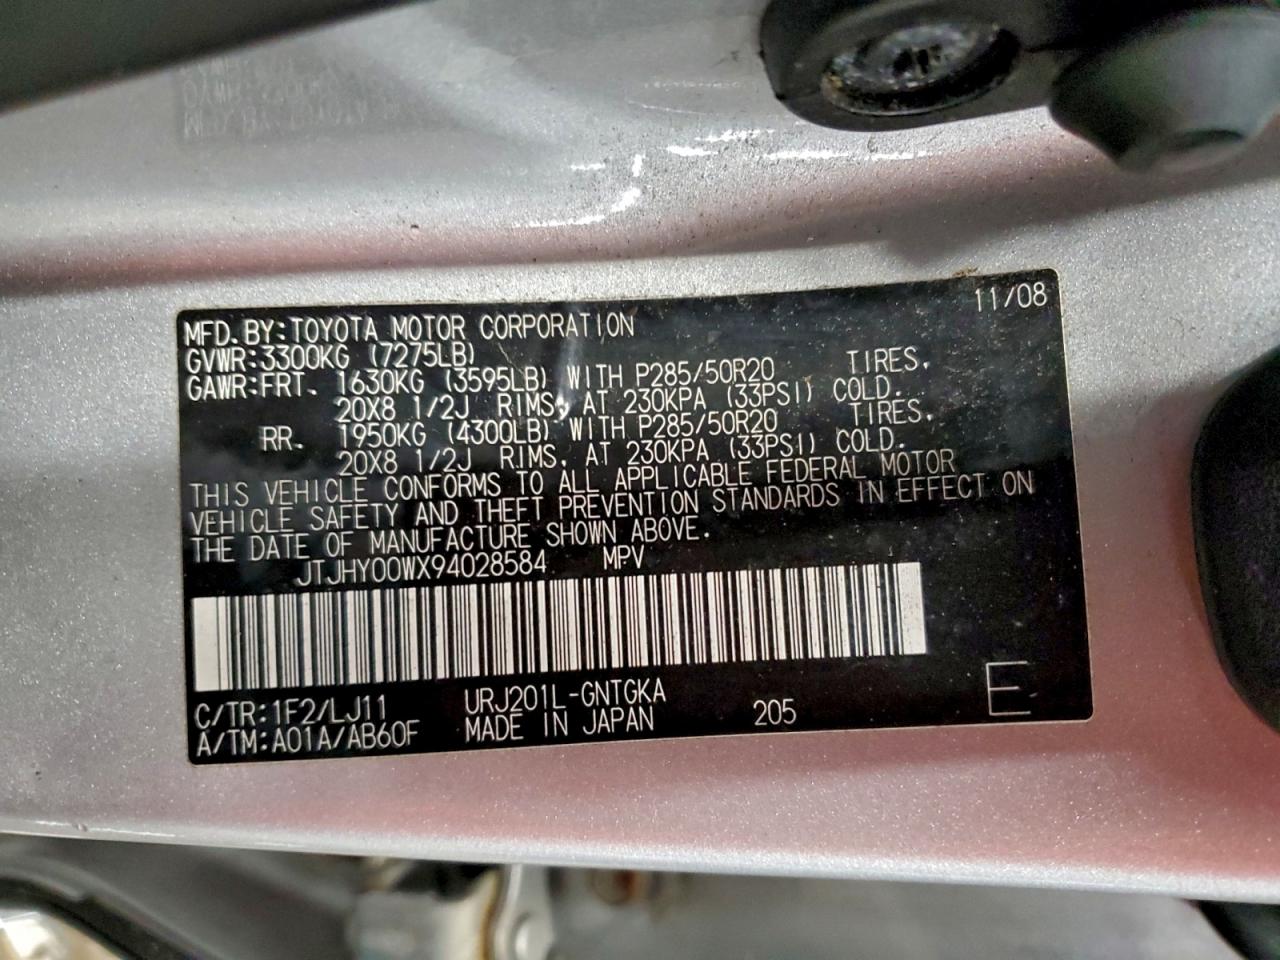 11/08
MFD. BY: TOYOTA MOTOR CORPORATION
GVWR: 3300KG (7275LB)
GAWR: FRT. 1630KG (3595LB) WITH P285/50R20 TIRES,
20X8 1/2J RIMS, AT 230KPA (33PSI) COLD.
RR. 1950KG (4300LB) WITH P285/50R20 TIRES,
20X8 1/2J RIMS, AT 230KPA (33PSI) COLD.
THIS VEHICLE CONFORMS TO ALL APPLICABLE FEDERAL MOTOR
VEHICLE SAFETY AND THEFT PREVENTION STANDARDS IN EFFECT ON
THE DATE OF MANUFACTURE SHOWN ABOVE.
JTJHY00WX94028584 MPV
C/TR: 1F2/LJ11 URJ201L-GNTGKA
A/TM: A01A/AB60F MADE IN JAPAN 205 E